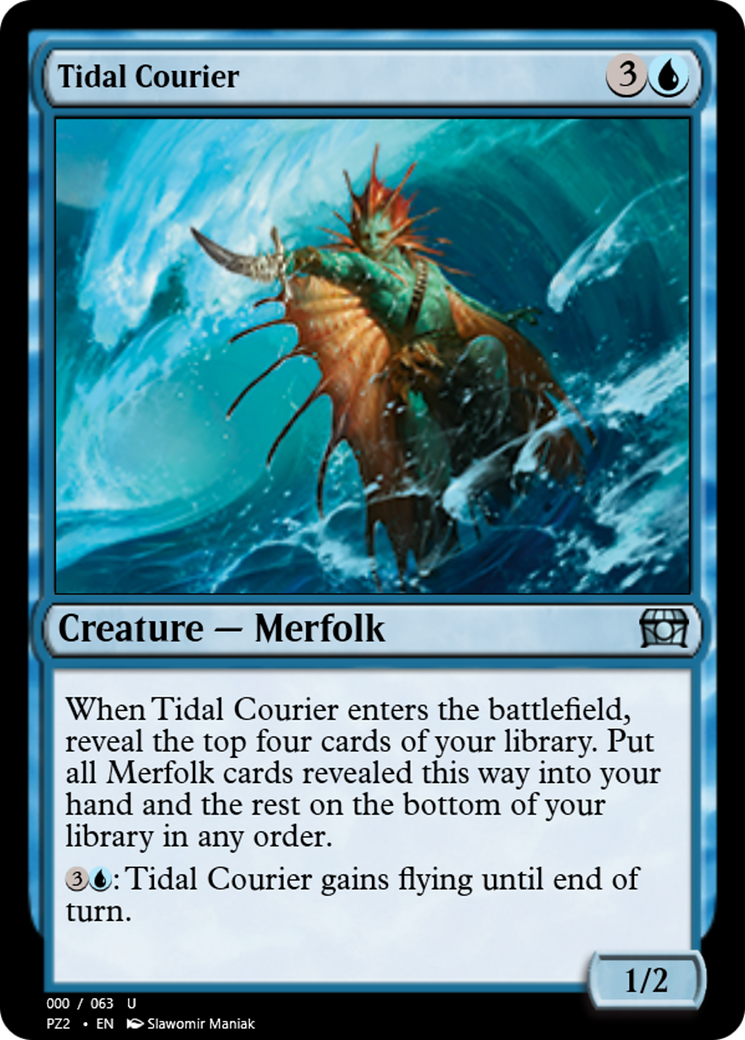 Tidal Courier 3
Creature — Merfolk
When Tidal Courier enters the battlefield,
reveal the top four cards of your library. Put
all Merfolk cards revealed this way into your
hand and the rest on the bottom of your
library in any order.
3: Tidal Courier gains flying until end of
turn.
1/2
000 / 063 U
PZ2 • EN Slawomir Maniak